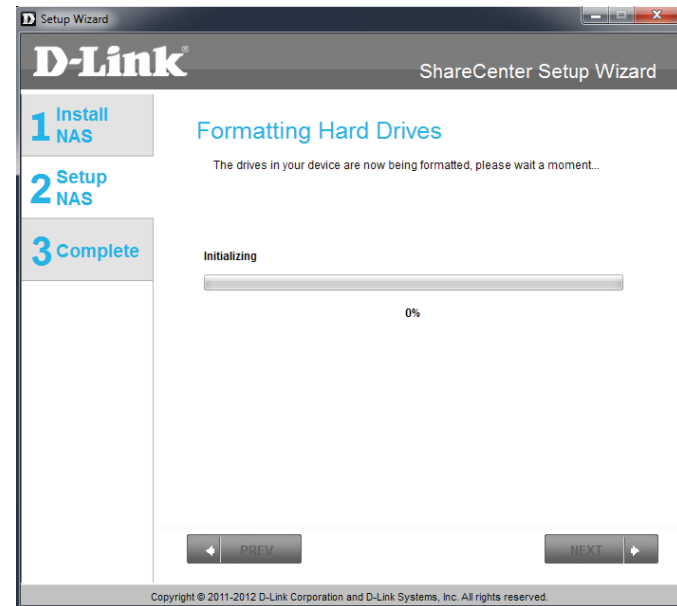 Setup Wizard
D-Link®
ShareCenter Setup Wizard
1 Install
NAS
2 Setup
NAS
3 Complete
Formatting Hard Drives
The drives in your device are now being formatted, please wait a moment...
Initializing
0%
PREV
NEXT
Copyright © 2011-2012 D-Link Corporation and D-Link Systems, Inc. All rights reserved.